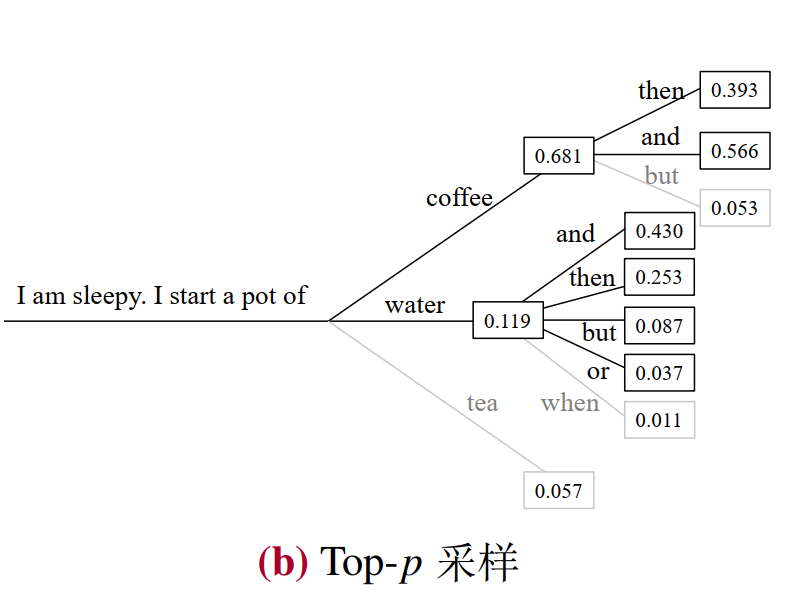 then 0.393
0.681 and 0.566
but 0.053
coffee
and 0.430
then 0.253
I am sleepy. I start a pot of
water 0.119 but 0.087
or 0.037
tea when 0.011
0.057
(b) Top-p 采样